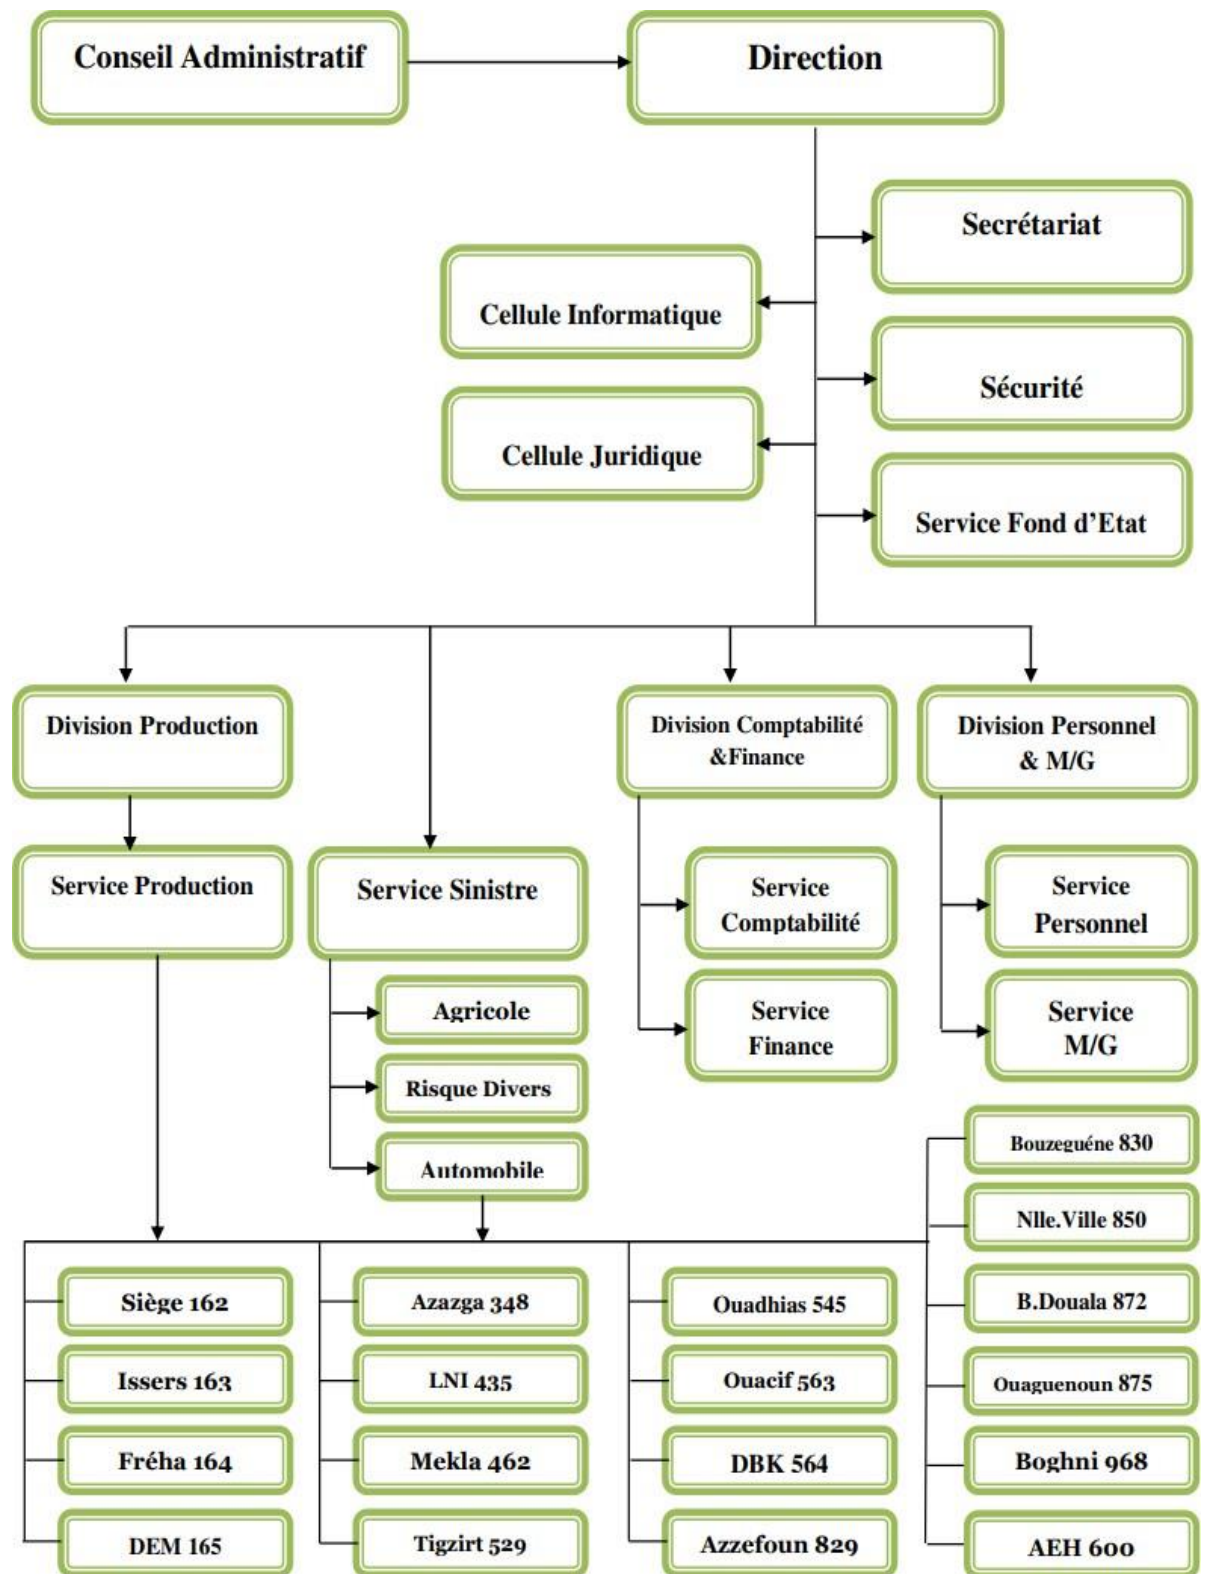 Conseil Administratif
Direction
Secrétariat
Cellule Informatique
Sécurité
Cellule Juridique
Service Fond d'Etat
Division Production
Division Comptabilité
&Finance
Division Personnel
& M/G
Service Production
Service Sinistre
Service
Comptabilité
Service
Personnel
Agricole
Service
Finance
Service
M/G
Risque Divers
Automobile
Bouzeguéne 830
Nlle.Ville 850
B.Douala 872
Ouaguenoun 875
Boghni 968
AEH 600
Siège 162
Issers 163
Fréha 164
DEM 165
Azazga 348
LNI 435
Mekla 462
Tigzirt 529
Ouadhias 545
Ouacif 563
DBK 564
Azzefoun 829